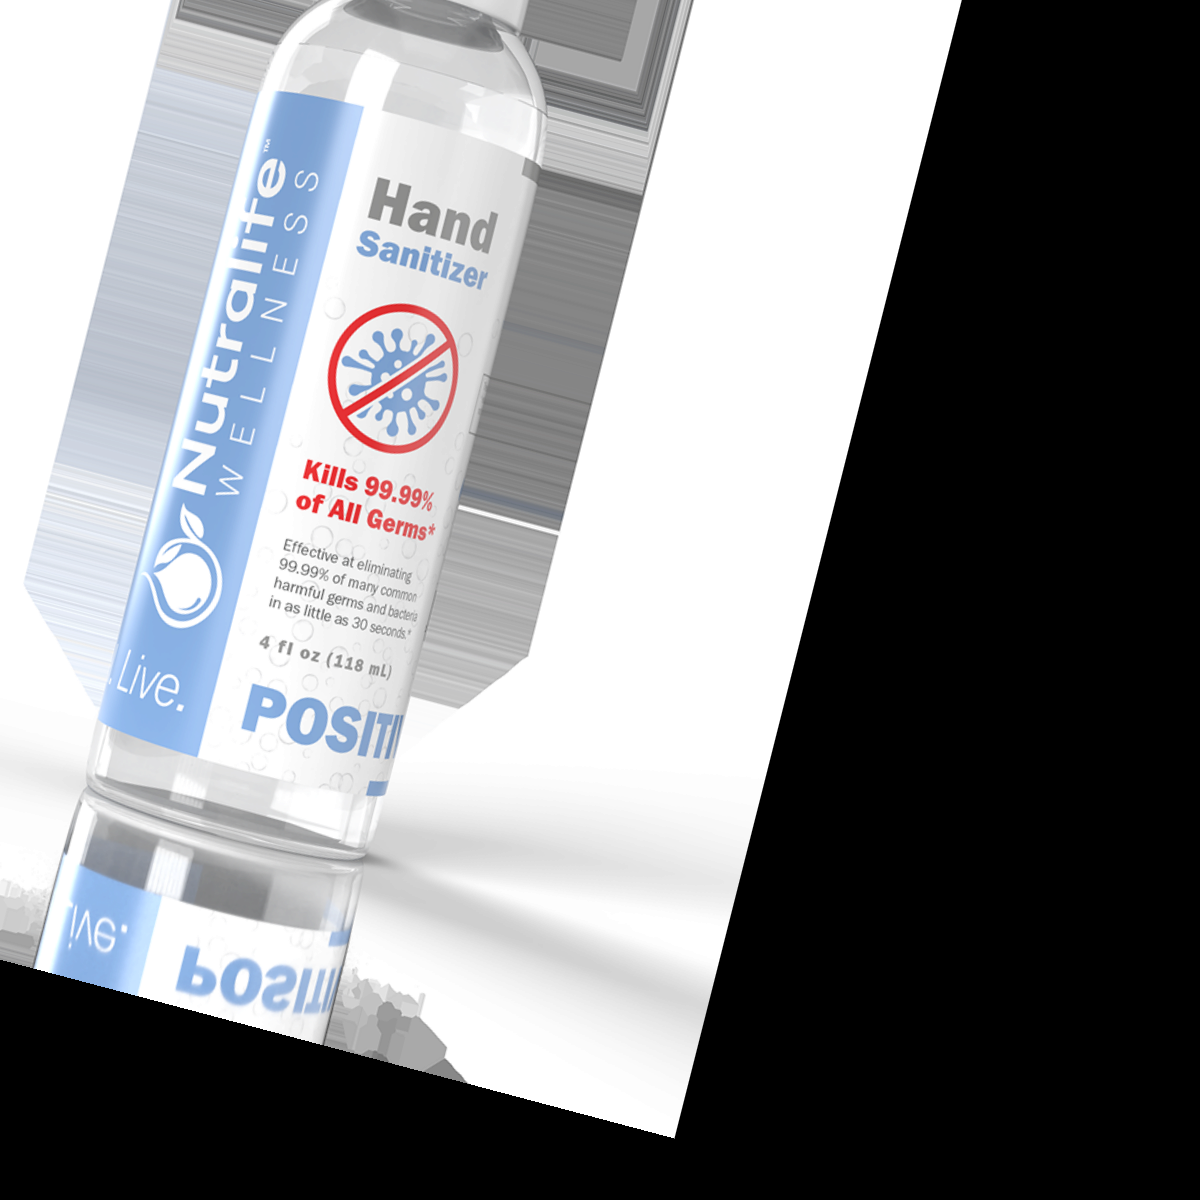 Nutralife™
WELLNESS
. Live.
Hand
Sanitizer
Kills 99.99%
of All Germs*
Effective at eliminating
99.99% of many common
harmful germs and bacteria
in as little as 30 seconds.*
4 fl oz (118 mL)
POSITI